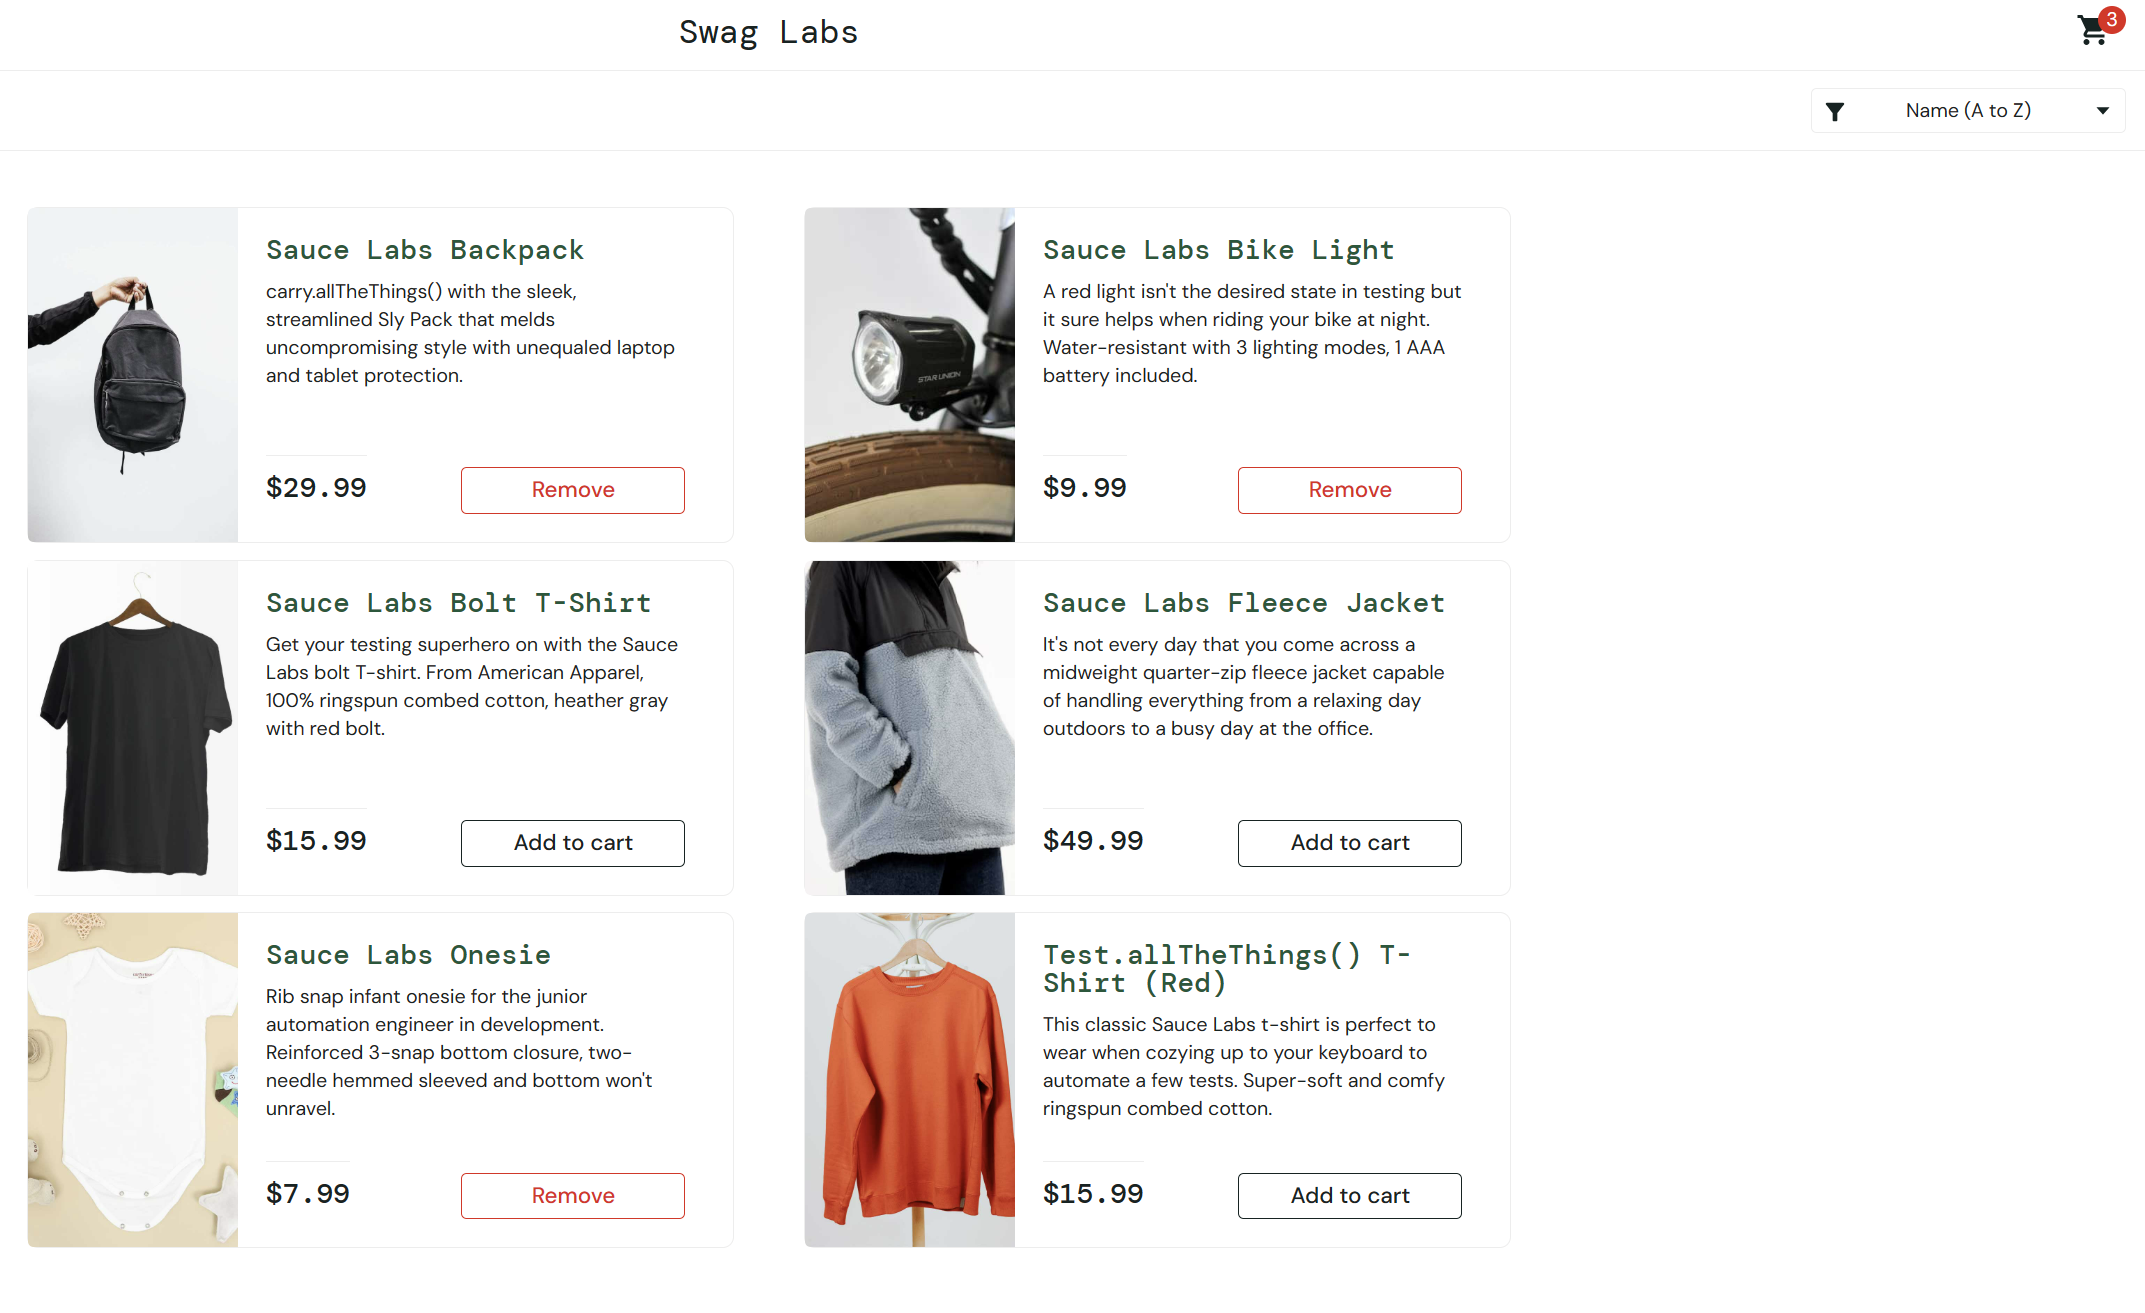 Swag Labs
3
Name (A to Z)
Sauce Labs Backpack
carry.allTheThings() with the sleek,
streamlined Sly Pack that melds
uncompromising style with unequaled laptop
and tablet protection.
$29.99
Remove
Sauce Labs Bike Light
A red light isn't the desired state in testing but
it sure helps when riding your bike at night.
Water-resistant with 3 lighting modes, 1 AAA
battery included.
STAR UNION
$9.99
Remove
Sauce Labs Bolt T-Shirt
Get your testing superhero on with the Sauce
Labs bolt T-shirt. From American Apparel,
100% ringspun combed cotton, heather gray
with red bolt.
$15.99
Add to cart
Sauce Labs Fleece Jacket
It's not every day that you come across a
midweight quarter-zip fleece jacket capable
of handling everything from a relaxing day
outdoors to a busy day at the office.
$49.99
Add to cart
Sauce Labs Onesie
Rib snap infant onesie for the junior
automation engineer in development.
Reinforced 3-snap bottom closure, two-
needle hemmed sleeved and bottom won't
unravel.
$7.99
Remove
Test.allTheThings() T-
Shirt (Red)
This classic Sauce Labs t-shirt is perfect to
wear when cozying up to your keyboard to
automate a few tests. Super-soft and comfy
ringspun combed cotton.
$15.99
Add to cart